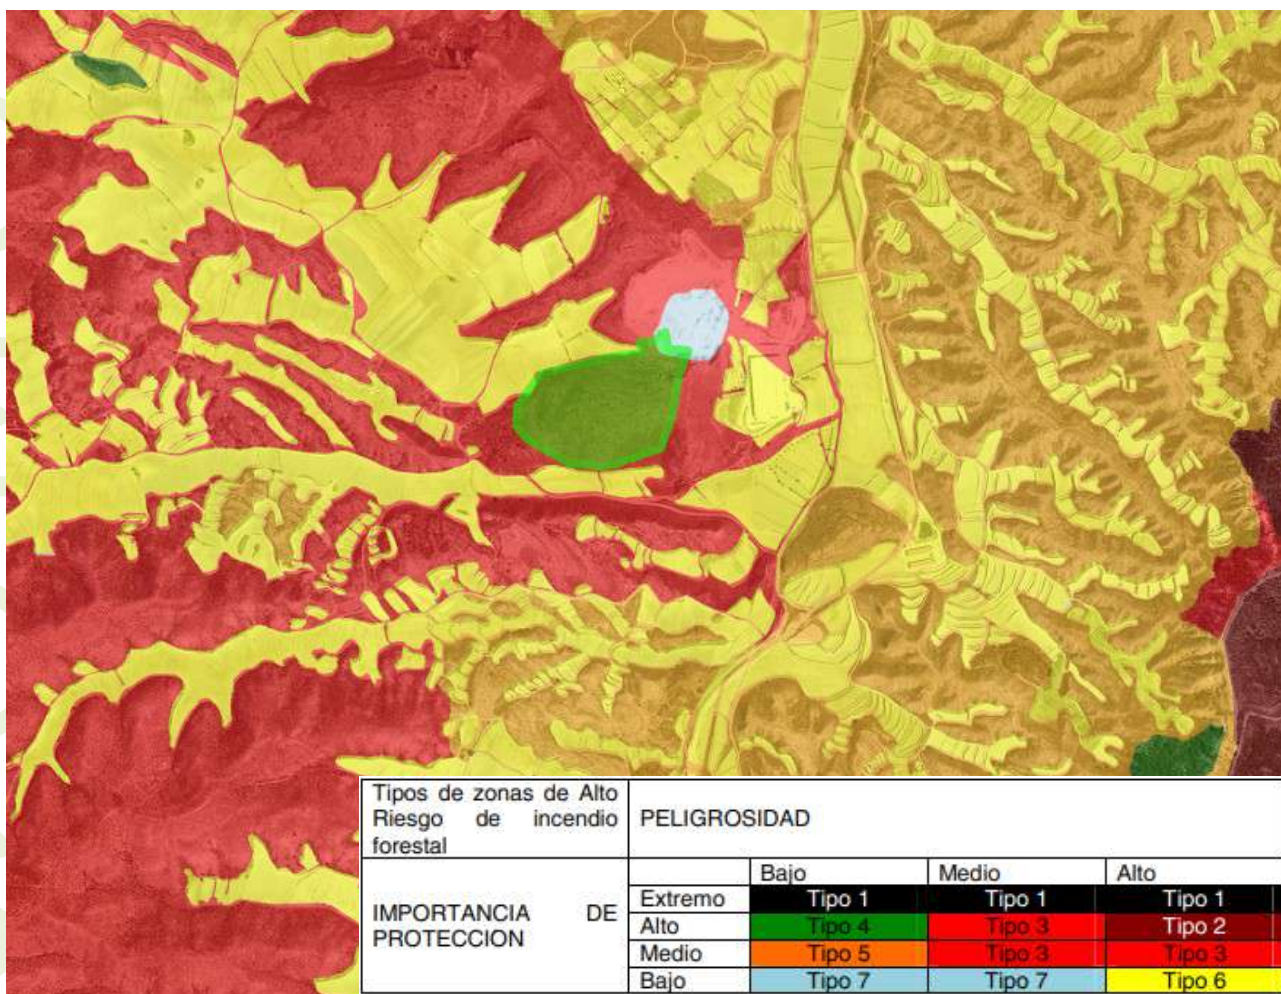 Tipos de zonas de Alto
Riesgo de incendio
forestal
PELIGROSIDAD
IMPORTANCIA DE
PROTECCION
Bajo Medio Alto
Extremo Tipo 1 Tipo 1 Tipo 1
Alto Tipo 4 Tipo 3 Tipo 2
Medio Tipo 5 Tipo 3 Tipo 3
Bajo Tipo 7 Tipo 7 Tipo 6